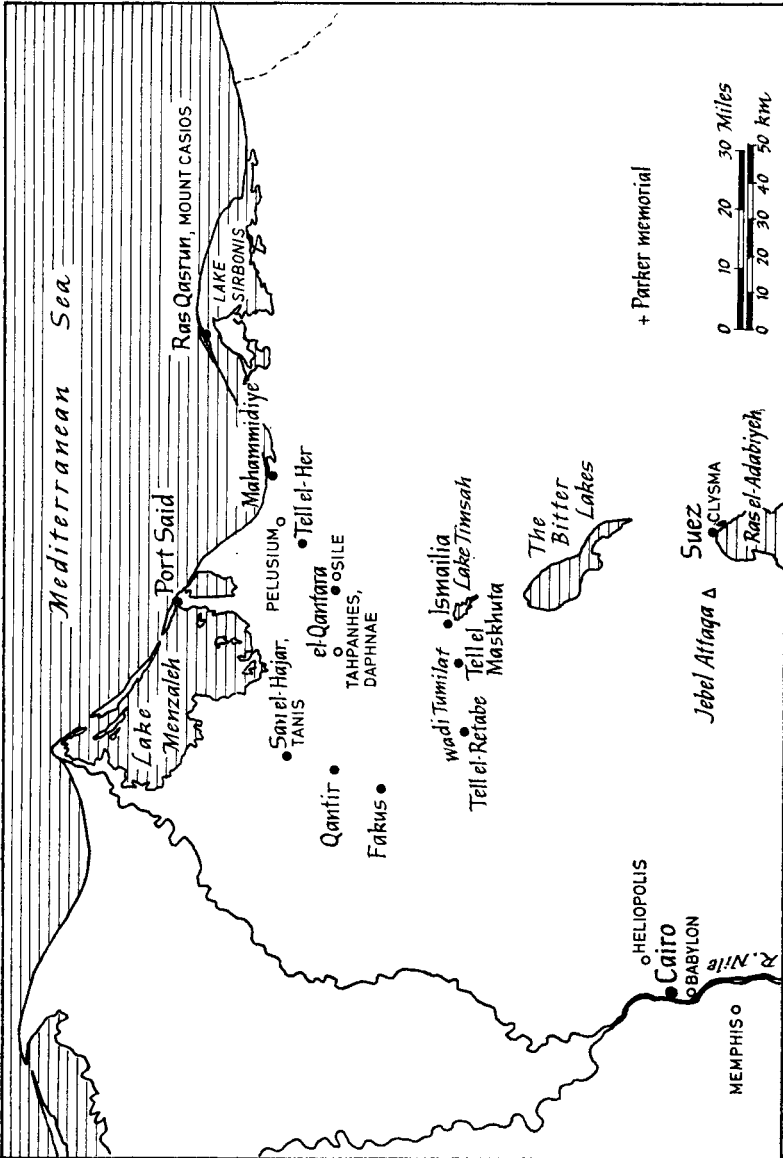 Mediterranean Sea
Ras Qasrun, MOUNT CASIOS
LAKE
SIRBONIS
Mahammidiye
Port Said
Lake
Menzaleh
PELUSIUM
Tell el-Her
San el-Hajar,
TANIS
el-Qantara
SILE
TAHPANHES,
DAPHNAE
Qantir
Fakus
wadi Tumilat
Ismailia
Lake Timsah
Tell el
Maskhuta
Tell el-Retabe
The
Bitter
Lakes
+ Parker memorial
Suez
CLYSMA
Ras el-Adabiyeh
Jebel Attaqa
HELIOPOLIS
Cairo
BABYLON
R. Nile
MEMPHIS
0 10 20 30 Miles
0 10 20 30 40 50 km